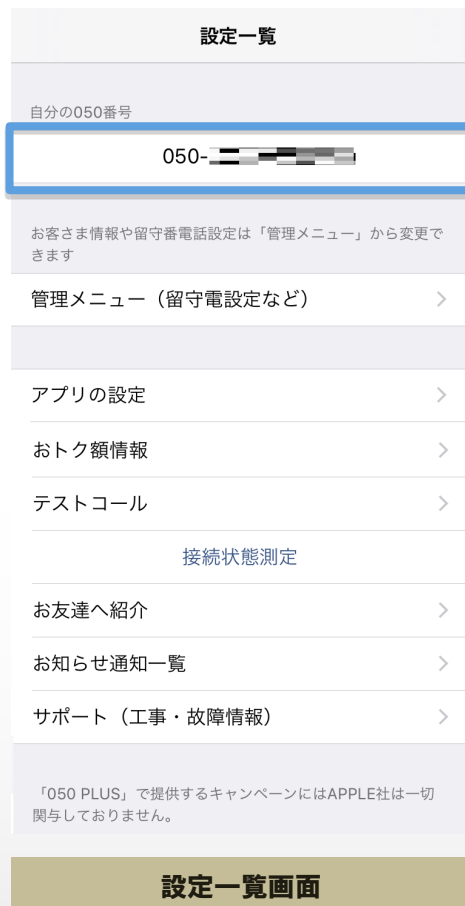 設定一覧
自分の050番号
050-
お客さま情報や留守番電話設定は「管理メニュー」から変更で
きます
管理メニュー（留守電設定など）
アプリの設定
おトク額情報
テストコール
接続状態測定
お友達へ紹介
お知らせ通知一覧
サポート（工事・故障情報）
「050 PLUS」で提供するキャンペーンにはAPPLE社は一切
関与しておりません。
設定一覧画面